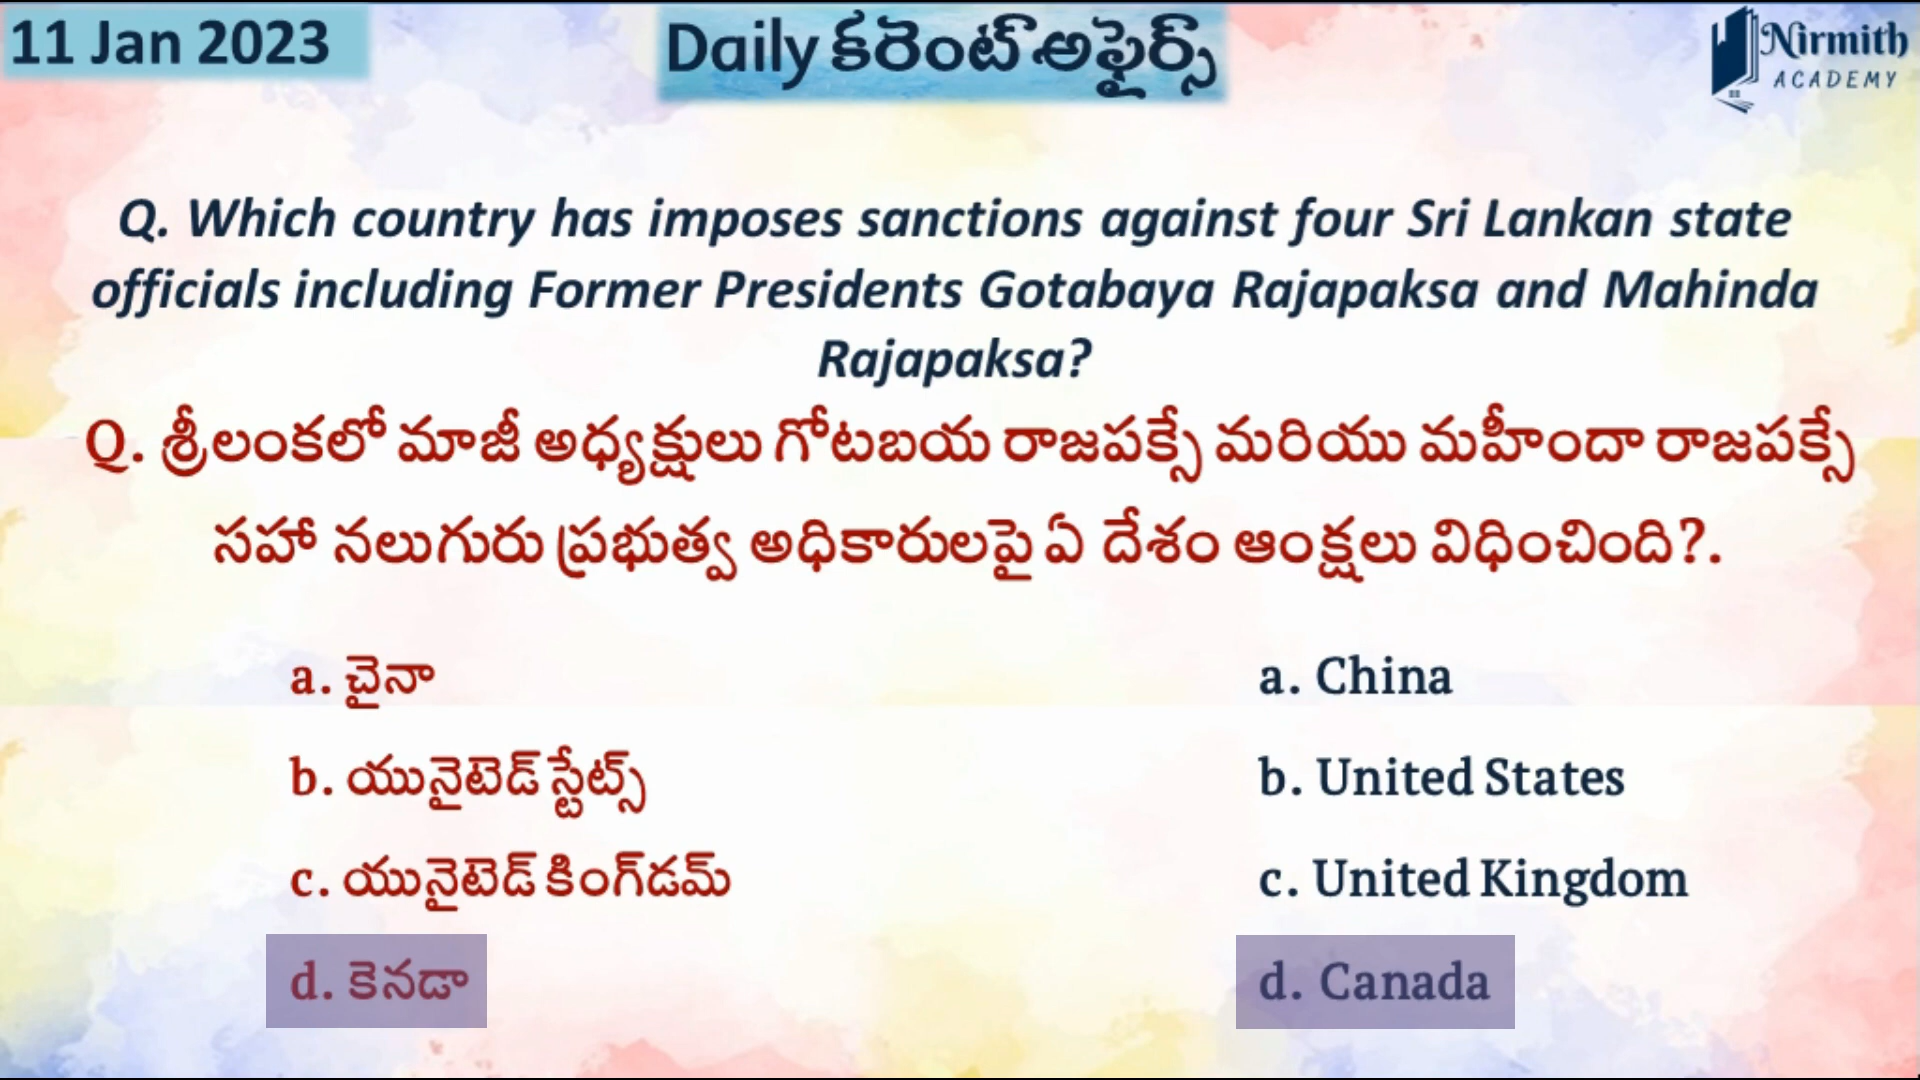 11 Jan 2023
Daily కరెంట్ అఫైర్స్
Nirmith
ACADEMY
Q. Which country has imposes sanctions against four Sri Lankan state
officials including Former Presidents Gotabaya Rajapaksa and Mahinda
Rajapaksa?
Q. శ్రీలంకలో మాజీ అధ్యక్షులు గోటబయ రాజపక్సే మరియు మహీందా రాజపక్సే
సహా నలుగురు ప్రభుత్వ అధికారులపై ఏ దేశం ఆంక్షలు విధించింది?.
a. చైనా
b. యునైటెడ్ స్టేట్స్
c. యునైటెడ్ కింగ్‌డమ్
d. కెనడా
a. China
b. United States
c. United Kingdom
d. Canada